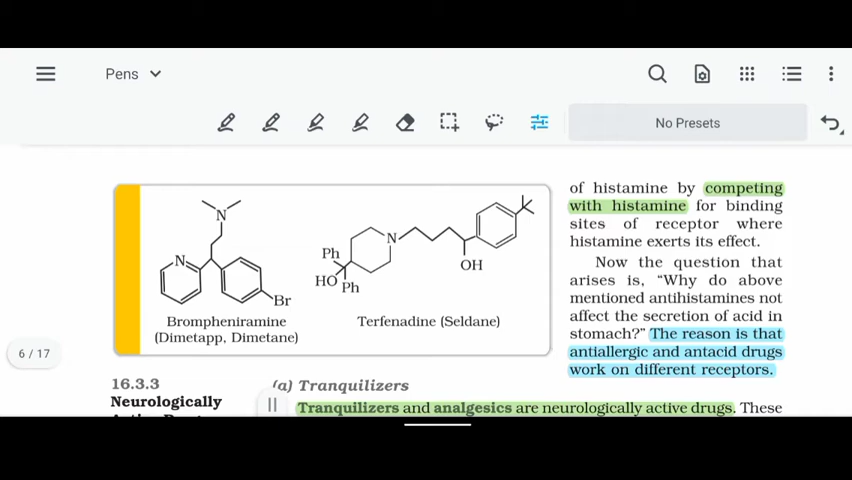 Pens
No Presets
of histamine by competing
with histamine for binding
sites of receptor where
histamine exerts its effect.
Now the question that
arises is, “Why do above
mentioned antihistamines not
affect the secretion of acid in
stomach?” The reason is that
antiallergic and antacid drugs
work on different receptors.
N
N
Br
Brompheniramine
(Dimetapp, Dimetane)
Ph
HO
Ph
N
OH
Terfenadine (Seldane)
6 / 17
16.3.3
Neurologically
(a) Tranquilizers
Tranquilizers and analgesics are neurologically active drugs. These